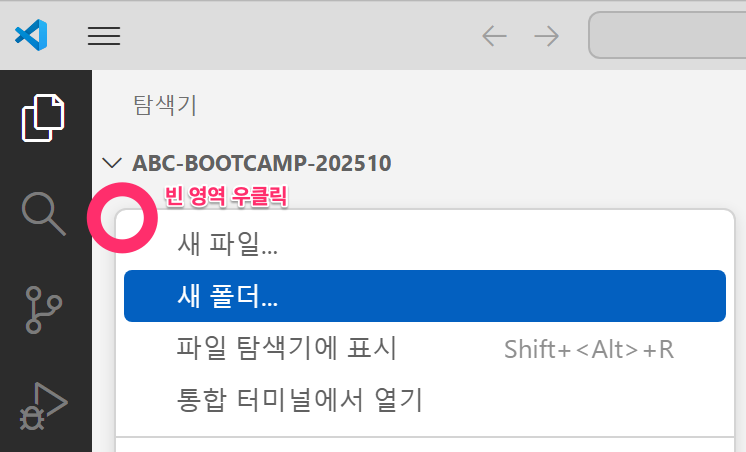 탐색기
ABC-BOOTCAMP-202510
빈 영역 우클릭
새 파일...
새 폴더...
파일 탐색기에 표시 Shift+<Alt>+R
통합 터미널에서 열기